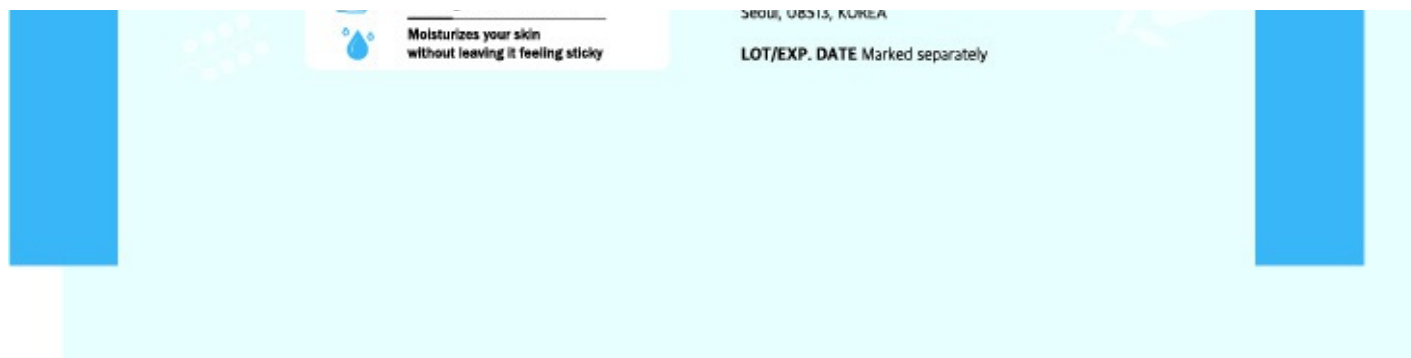 Moisturizes your skin
without leaving it feeling sticky
Seoul, 08513, KOREA
LOT/EXP. DATE Marked separately